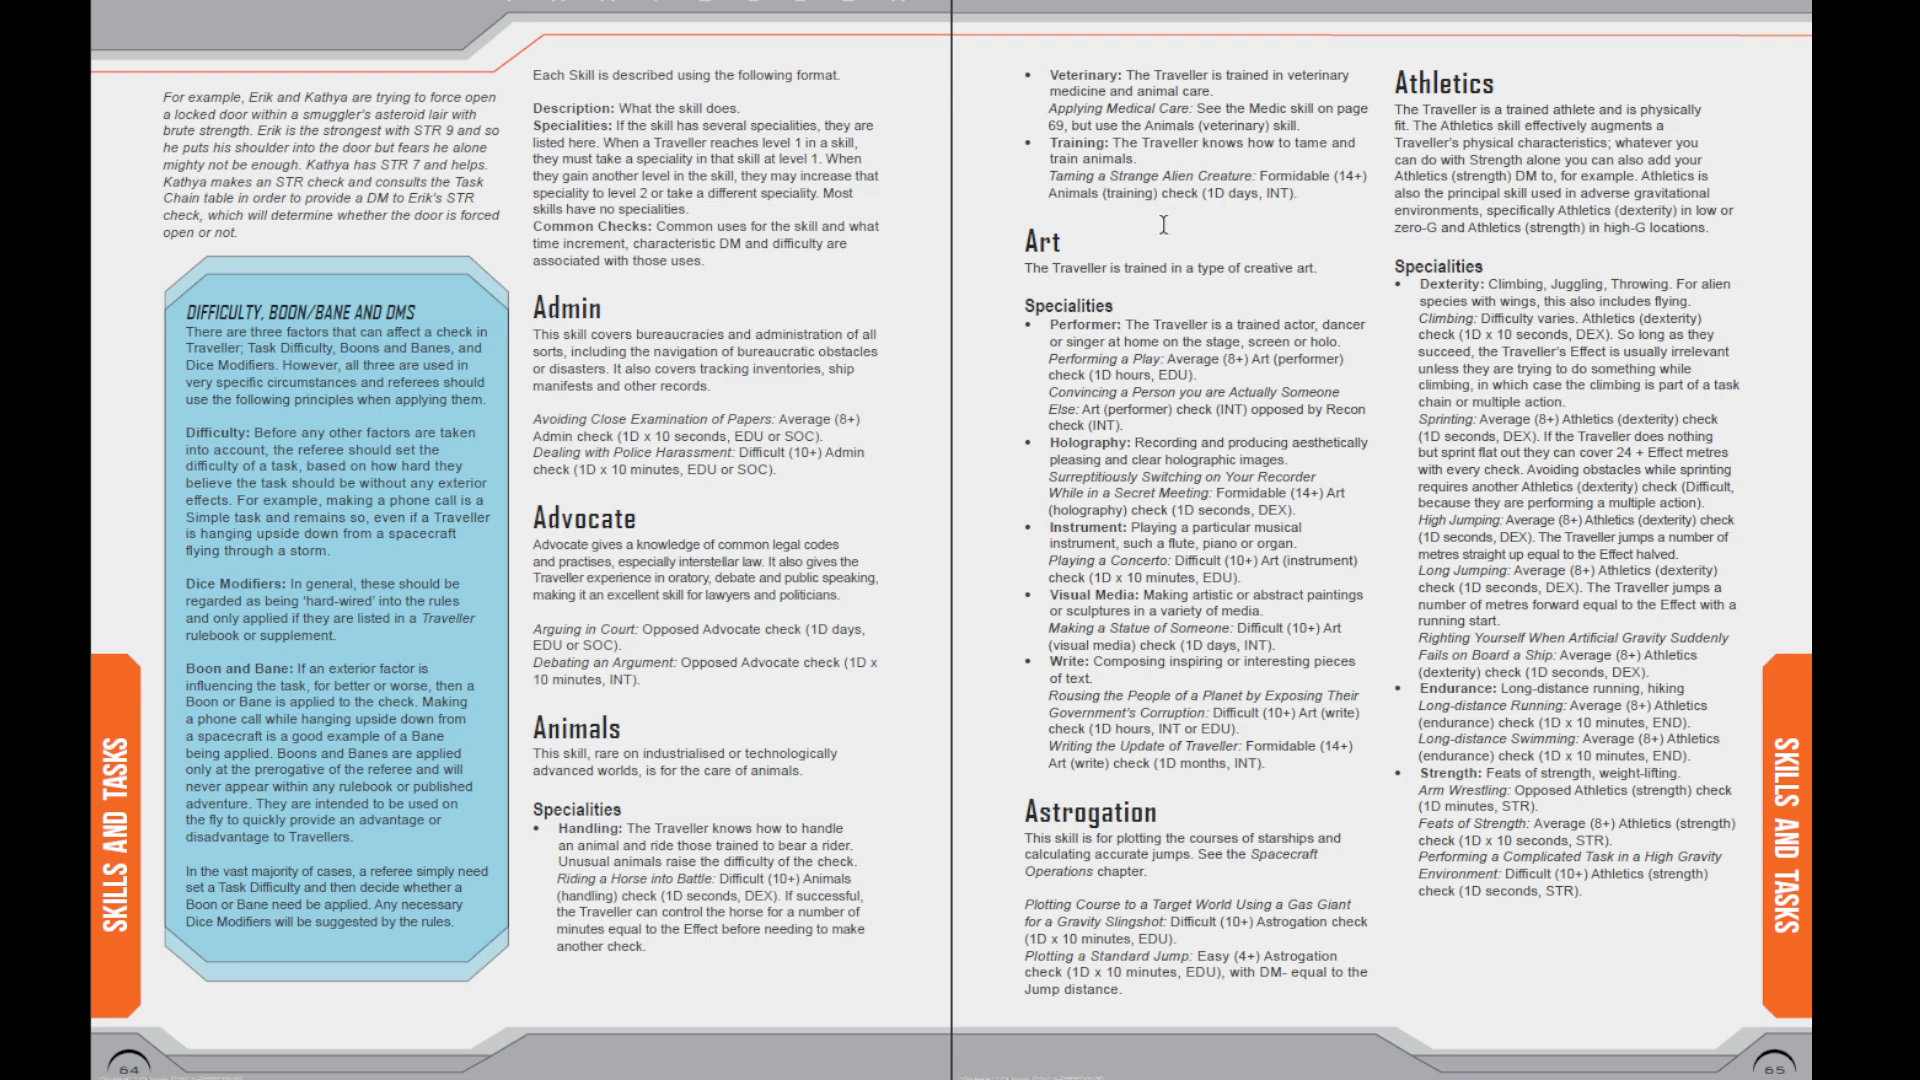 For example, Erik and Kathya are trying to force open
a locked door within a smuggler's asteroid lair with
brute strength. Erik is the strongest with STR 9 and so
he puts his shoulder into the door but fears he alone
mighty not be enough. Kathya has STR 7 and helps.
Kathya makes an STR check and consults the Task
Chain table in order to provide a DM to Erik's STR
check, which will determine whether the door is forced
open or not.
DIFFICULTY, BOON/BANE AND DMS
There are three factors that can affect a check in
Traveller; Task Difficulty, Boons and Banes, and
Dice Modifiers. However, all three are used in
very specific circumstances and referees should
use the following principles when applying them.
Difficulty: Before any other factors are taken
into account, the referee should set the
difficulty of a task, based on how hard they
believe the task should be without any exterior
effects. For example, making a phone call is a
Simple task and remains so, even if a Traveller
is hanging upside down from a spacecraft
flying through a storm.
Dice Modifiers: In general, these should be
regarded as being 'hard-wired' into the rules
and only applied if they are listed in a Traveller
rulebook or supplement.
Boon and Bane: If an exterior factor is
influencing the task, for better or worse, then a
Boon or Bane is applied to the check. Making
a phone call while hanging upside down from
a spacecraft is a good example of a Bane
being applied. Boons and Banes are applied
only at the prerogative of the referee and will
never appear within any rulebook or published
adventure. They are intended to be used on
the fly to quickly provide an advantage or
disadvantage to Travellers.
In the vast majority of cases, a referee simply need
set a Task Difficulty and then decide whether a
Boon or Bane need be applied. Any necessary
Dice Modifiers will be suggested by the rules.
SKILLS AND TASKS
64
Each Skill is described using the following format.
Description: What the skill does.
Specialities: If the skill has several specialities, they are
listed here. When a Traveller reaches level 1 in a skill,
they must take a speciality in that skill at level 1. When
they gain another level in the skill, they may increase that
speciality to level 2 or take a different speciality. Most
skills have no specialities.
Common Checks: Common uses for the skill and what
time increment, characteristic DM and difficulty are
associated with those uses.
Admin
This skill covers bureaucracies and administration of all
sorts, including the navigation of bureaucratic obstacles
or disasters. It also covers tracking inventories, ship
manifests and other records.
Avoiding Close Examination of Papers: Average (8+)
Admin check (1D x 10 seconds, EDU or SOC).
Dealing with Police Harassment: Difficult (10+) Admin
check (1D x 10 minutes, EDU or SOC).
Advocate
Advocate gives a knowledge of common legal codes
and practises, especially interstellar law. It also gives the
Traveller experience in oratory, debate and public speaking,
making it an excellent skill for lawyers and politicians.
Arguing in Court: Opposed Advocate check (1D days,
EDU or SOC).
Debating an Argument: Opposed Advocate check (1D x
10 minutes, INT).
Animals
This skill, rare on industrialised or technologically
advanced worlds, is for the care of animals.
Specialities
• Handling: The Traveller knows how to handle
an animal and ride those trained to bear a rider.
Unusual animals raise the difficulty of the check.
Riding a Horse into Battle: Difficult (10+) Animals
(handling) check (1D seconds, DEX). If successful,
the Traveller can control the horse for a number of
minutes equal to the Effect before needing to make
another check.
• Veterinary: The Traveller is trained in veterinary
medicine and animal care.
Applying Medical Care: See the Medic skill on page
69, but use the Animals (veterinary) skill.
• Training: The Traveller knows how to tame and
train animals.
Taming a Strange Alien Creature: Formidable (14+)
Animals (training) check (1D days, INT).
Art
The Traveller is trained in a type of creative art.
Specialities
• Performer: The Traveller is a trained actor, dancer
or singer at home on the stage, screen or holo.
Performing a Play: Average (8+) Art (performer)
check (1D hours, EDU).
Convincing a Person you are Actually Someone
Else: Art (performer) check (INT) opposed by Recon
check (INT).
• Holography: Recording and producing aesthetically
pleasing and clear holographic images.
Surreptitiously Switching on Your Recorder
While in a Secret Meeting: Formidable (14+) Art
(holography) check (1D seconds, DEX).
• Instrument: Playing a particular musical
instrument, such a flute, piano or organ.
Playing a Concerto: Difficult (10+) Art (instrument)
check (1D x 10 minutes, EDU).
• Visual Media: Making artistic or abstract paintings
or sculptures in a variety of media.
Making a Statue of Someone: Difficult (10+) Art
(visual media) check (1D days, INT).
• Write: Composing inspiring or interesting pieces
of text.
Rousing the People of a Planet by Exposing Their
Government's Corruption: Difficult (10+) Art (write)
check (1D hours, INT or EDU).
Writing the Update of Traveller: Formidable (14+)
Art (write) check (1D months, INT).
Astrogation
This skill is for plotting the courses of starships and
calculating accurate jumps. See the Spacecraft
Operations chapter.
Plotting Course to a Target World Using a Gas Giant
for a Gravity Slingshot: Difficult (10+) Astrogation check
(1D x 10 minutes, EDU).
Plotting a Standard Jump: Easy (4+) Astrogation
check (1D x 10 minutes, EDU), with DM- equal to the
Jump distance.
Athletics
The Traveller is a trained athlete and is physically
fit. The Athletics skill effectively augments a
Traveller's physical characteristics; whatever you
can do with Strength alone you can also add your
Athletics (strength) DM to, for example. Athletics is
also the principal skill used in adverse gravitational
environments, specifically Athletics (dexterity) in low or
zero-G and Athletics (strength) in high-G locations.
Specialities
• Dexterity: Climbing, Juggling, Throwing. For alien
species with wings, this also includes flying.
Climbing: Difficulty varies. Athletics (dexterity)
check (1D x 10 seconds, DEX). So long as they
succeed, the Traveller's Effect is usually irrelevant
unless they are trying to do something while
climbing, in which case the climbing is part of a task
chain or multiple action.
Sprinting: Average (8+) Athletics (dexterity) check
(1D seconds, DEX). If the Traveller does nothing
but sprint flat out they can cover 24 + Effect metres
with every check. Avoiding obstacles while sprinting
requires another Athletics (dexterity) check (Difficult,
because they are performing a multiple action).
High Jumping: Average (8+) Athletics (dexterity) check
(1D seconds, DEX). The Traveller jumps a number of
metres straight up equal to the Effect halved.
Long Jumping: Average (8+) Athletics (dexterity)
check (1D seconds, DEX). The Traveller jumps a
number of metres forward equal to the Effect with a
running start.
Righting Yourself When Artificial Gravity Suddenly
Fails on Board a Ship: Average (8+) Athletics
(dexterity) check (1D seconds, DEX).
• Endurance: Long-distance running, hiking
Long-distance Running: Average (8+) Athletics
(endurance) check (1D x 10 minutes, END).
Long-distance Swimming: Average (8+) Athletics
(endurance) check (1D x 10 minutes, END).
• Strength: Feats of strength, weight-lifting.
Arm Wrestling: Opposed Athletics (strength) check
(1D minutes, STR).
Feats of Strength: Average (8+) Athletics (strength)
check (1D x 10 seconds, STR).
Performing a Complicated Task in a High Gravity
Environment: Difficult (10+) Athletics (strength)
check (1D seconds, STR).
SKILLS AND TASKS
65